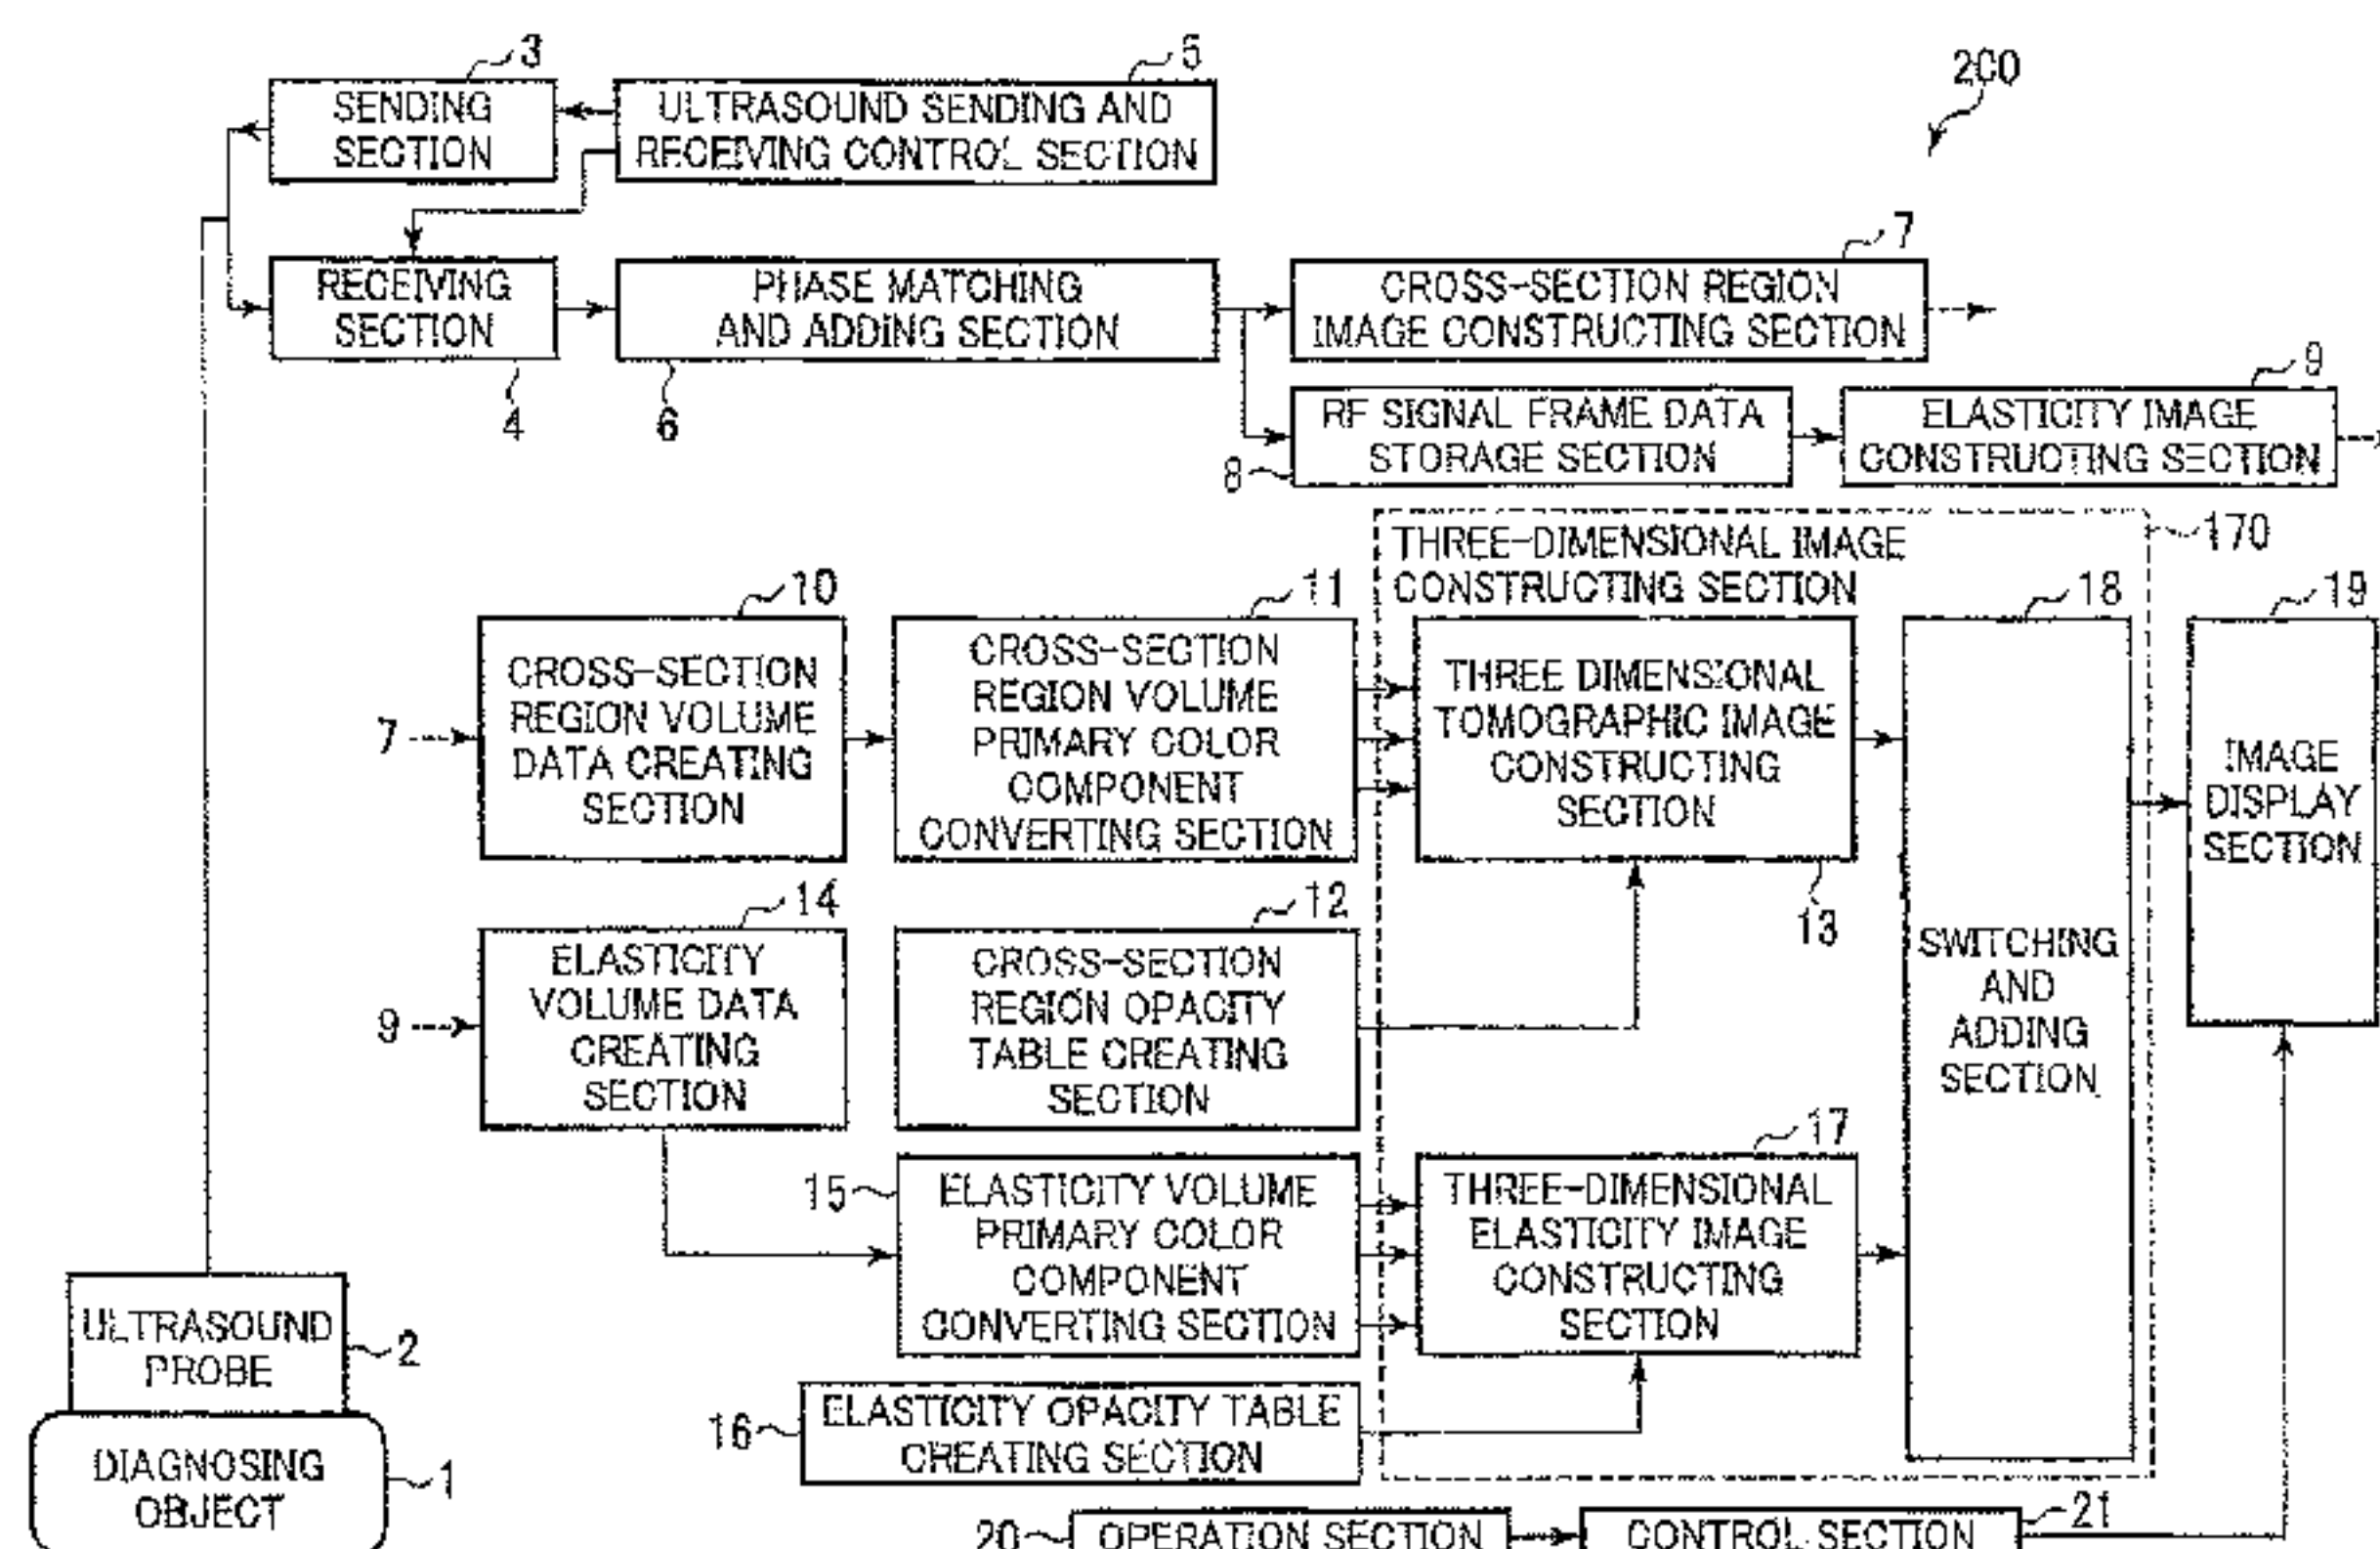 3
5
200
SENDING
SECTION
ULTRASOUND SENDING AND
RECEIVING CONTROL SECTION
7
RECEIVING
SECTION
PHASE MATCHING
AND ADDING SECTION
CROSS-SECTION REGION
IMAGE CONSTRUCTING SECTION
4
6
9
RF SIGNAL FRAME DATA
STORAGE SECTION
8
ELASTICITY IMAGE
CONSTRUCTING SECTION
THREE-DIMENSIONAL IMAGE
CONSTRUCTING SECTION
170
10
11
18
19
7
CROSS-SECTION
REGION VOLUME
DATA CREATING
SECTION
CROSS-SECTION
REGION VOLUME
PRIMARY COLOR
COMPONENT
CONVERTING SECTION
THREE DIMENSIONAL
TOMOGRAPHIC IMAGE
CONSTRUCTING
SECTION
13
IMAGE
DISPLAY
SECTION
14
12
9
ELASTICITY
VOLUME DATA
CREATING
SECTION
CROSS-SECTION
REGION OPACITY
TABLE CREATING
SECTION
SWITCHING
AND
ADDING
SECTION
17
15
ELASTICITY VOLUME
PRIMARY COLOR
COMPONENT
CONVERTING SECTION
THREE-DIMENSIONAL
ELASTICITY IMAGE
CONSTRUCTING
SECTION
ULTRASOUND
PROBE
2
16
ELASTICITY OPACITY TABLE
CREATING SECTION
DIAGNOSING
OBJECT
1
20
OPERATION SECTION
CONTROL SECTION
21